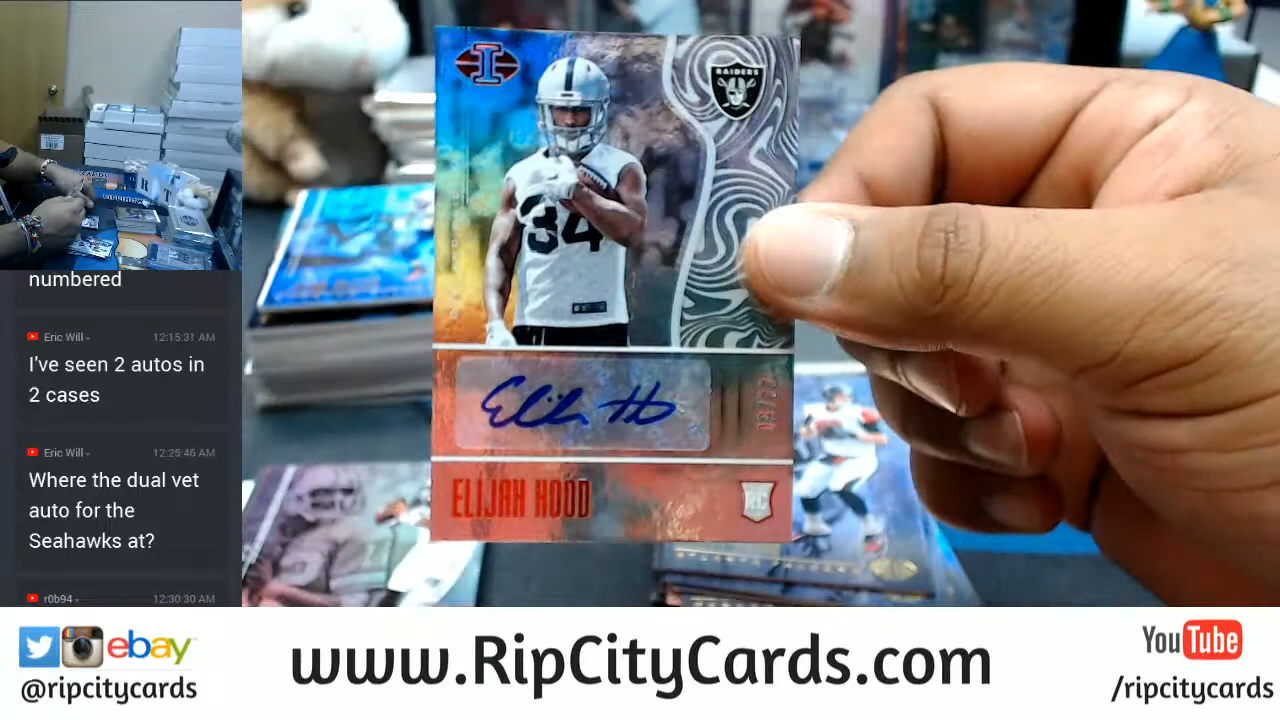 numbered
Eric Will
12:15:31 AM
I've seen 2 autos in
2 cases
Eric Will
12:25:46 AM
Where the dual vet
auto for the
Seahawks at?
r0b94
12:30:30 AM
I
RAIDERS
34
ELIJAH HOOD
RC
ebay
@ripcitycards
www.RipCityCards.com
YouTube
/ripcitycards